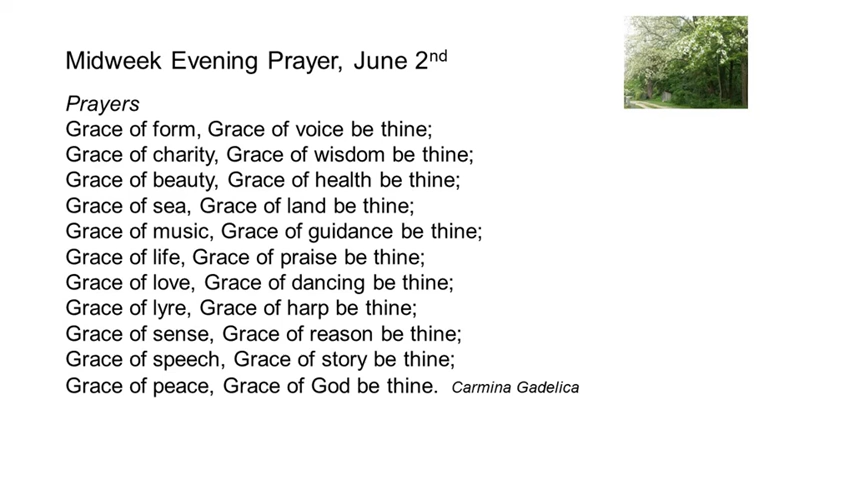 Midweek Evening Prayer, June 2nd
Prayers
Grace of form, Grace of voice be thine;
Grace of charity, Grace of wisdom be thine;
Grace of beauty, Grace of health be thine;
Grace of sea, Grace of land be thine;
Grace of music, Grace of guidance be thine;
Grace of life, Grace of praise be thine;
Grace of love, Grace of dancing be thine;
Grace of lyre, Grace of harp be thine;
Grace of sense, Grace of reason be thine;
Grace of speech, Grace of story be thine;
Grace of peace, Grace of God be thine. Carmina Gadelica